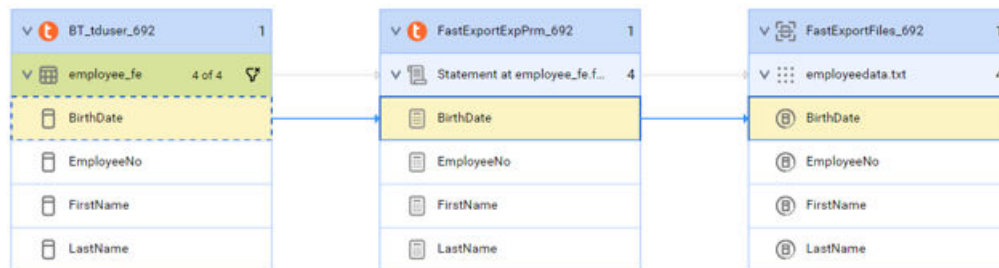 BT_tduser_692 1
employee_fe 4 of 4
BirthDate
EmployeeNo
FirstName
LastName
FastExportExpPrm_692 1
Statement at employee_fe.f... 4
BirthDate
EmployeeNo
FirstName
LastName
FastExportFiles_692 1
employeedata.txt 4
BirthDate
EmployeeNo
FirstName
LastName